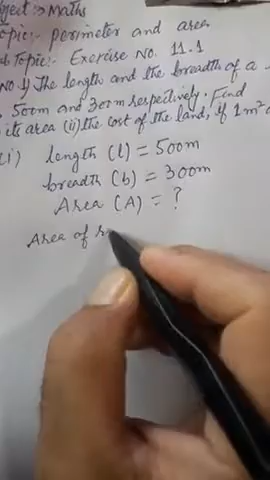 ject:- Maths
Topic:- perimeter and area
Topic:- Exercise No. 11.1
No 1) The length and the breadth of a
500m and 300m respectively. Find
its area (ii) the cost of the land, if 1m²
(i) length (l) = 500m
breadth (b) = 300m
Area (A) = ?
Area of r